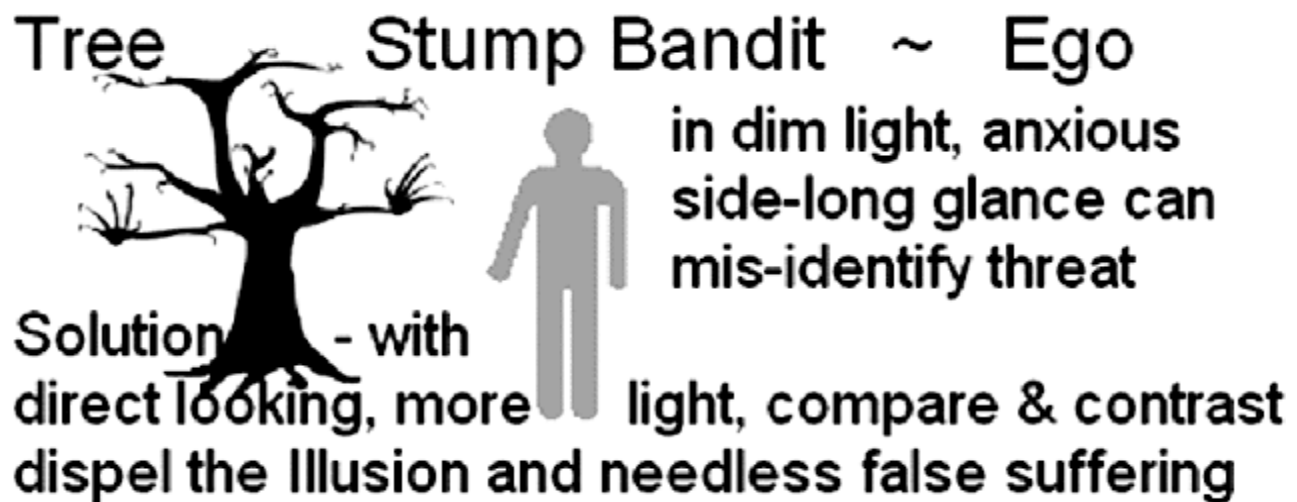 Tree Stump Bandit ~ Ego
in dim light, anxious
side-long glance can
mis-identify threat
Solution - with
direct looking, more light, compare & contrast
dispel the Illusion and needless false suffering